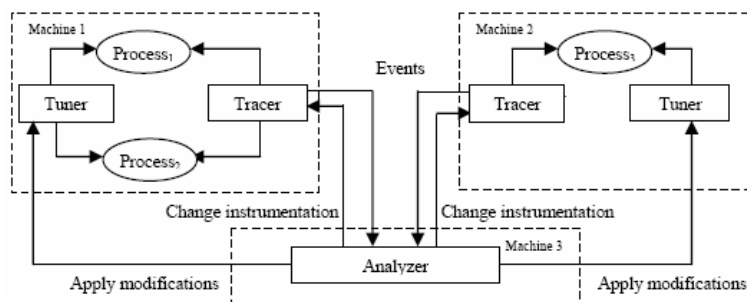 Machine 1
Process₁
Machine 2
Process₃
Events
Tuner
Tracer
Tracer
Tuner
Process₂
Change instrumentation
Change instrumentation
Machine 3
Analyzer
Apply modifications
Apply modifications